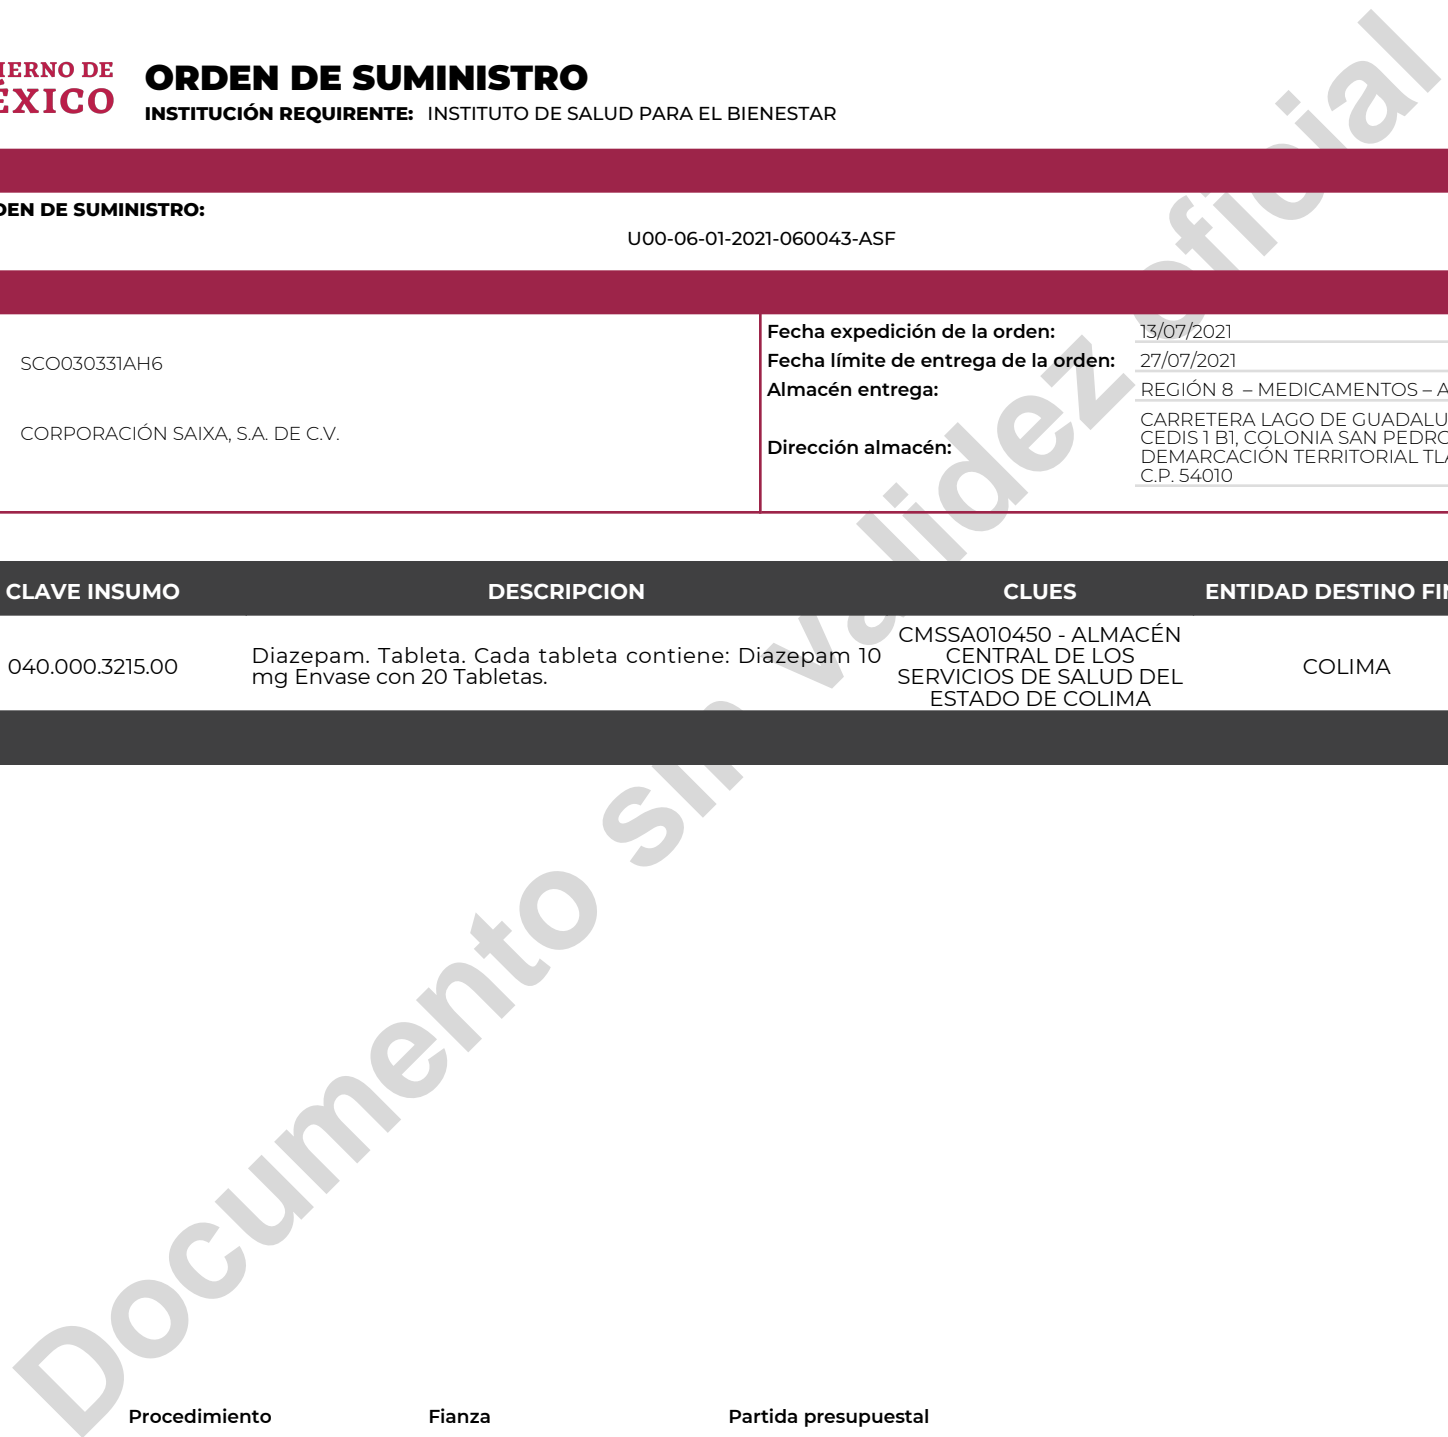 IERNO DE
ÉXICO
ORDEN DE SUMINISTRO
INSTITUCIÓN REQUIRENTE: INSTITUTO DE SALUD PARA EL BIENESTAR
DEN DE SUMINISTRO:
U00-06-01-2021-060043-ASF
SCO030331AH6
CORPORACIÓN SAIXA, S.A. DE C.V.
Fecha expedición de la orden: 13/07/2021
Fecha límite de entrega de la orden: 27/07/2021
Almacén entrega: REGIÓN 8 – MEDICAMENTOS – A
Dirección almacén:
CARRETERA LAGO DE GUADALU
CEDIS 1 B1, COLONIA SAN PEDRO
DEMARCACIÓN TERRITORIAL TLA
C.P. 54010
CLAVE INSUMO DESCRIPCION CLUES ENTIDAD DESTINO FIN
040.000.3215.00
Diazepam. Tableta. Cada tableta contiene: Diazepam 10
mg Envase con 20 Tabletas.
CMSSA010450 - ALMACÉN
CENTRAL DE LOS
SERVICIOS DE SALUD DEL
ESTADO DE COLIMA
COLIMA
Documento sin validez oficial
Procedimiento Fianza Partida presupuestal